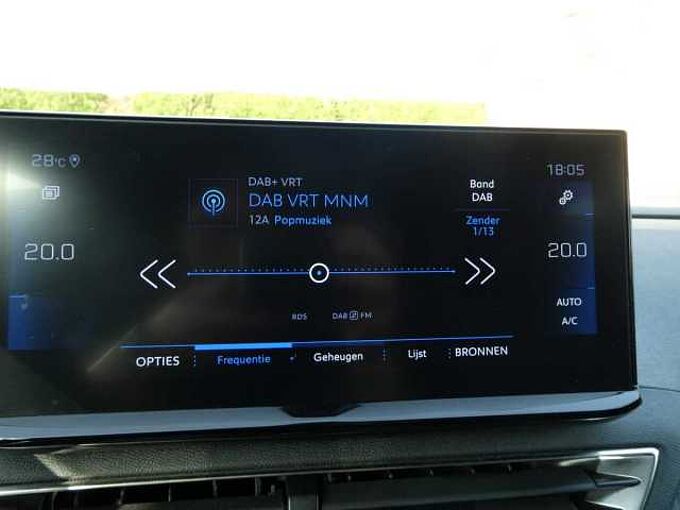 28°C
18:05
DAB+ VRT
DAB VRT MNM
12A Popmuziek
Band
DAB
Zender
1/13
20.0
20.0
RDS
DAB FM
AUTO
A/C
OPTIES
Frequentie
Geheugen
Lijst
BRONNEN